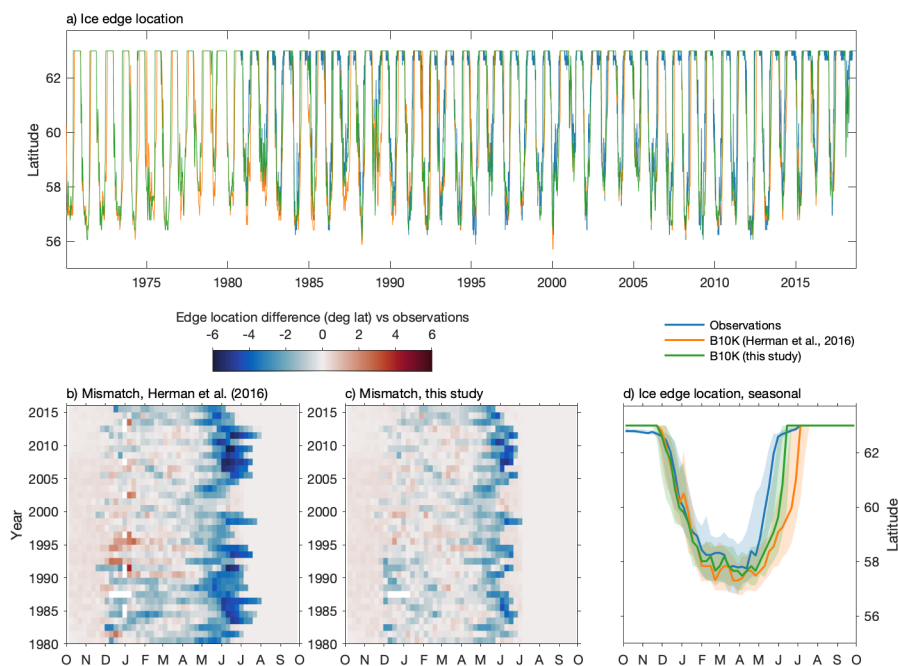 a) Ice edge location
Latitude
62
60
58
56
1975
1980
1985
1990
1995
2000
2005
2010
2015
Edge location difference (deg lat) vs observations
-6 -4 -2 0 2 4 6
Observations
B10K (Herman et al., 2016)
B10K (this study)
b) Mismatch, Herman et al. (2016)
Year
2015
2010
2005
2000
1995
1990
1985
1980
O N D J F M A M J J A S O
c) Mismatch, this study
2015
2010
2005
2000
1995
1990
1985
1980
O N D J F M A M J J A S O
d) Ice edge location, seasonal
62
60
58
56
Latitude
O N D J F M A M J J A S O